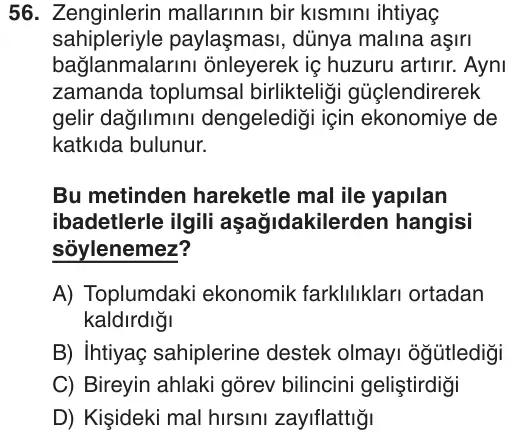 56. Zenginlerin mallarının bir kısmını ihtiyaç
sahipleriyle paylaşması, dünya malına aşırı
bağlanmalarını önleyerek iç huzuru artırır. Aynı
zamanda toplumsal birlikteliği güçlendirerek
gelir dağılımını dengelediği için ekonomiye de
katkıda bulunur.
Bu metinden hareketle mal ile yapılan
ibadetlerle ilgili aşağıdakilerden hangisi
söylenemez?
A) Toplumdaki ekonomik farklılıkları ortadan
kaldırdığı
B) İhtiyaç sahiplerine destek olmayı öğütlediği
C) Bireyin ahlaki görev bilincini geliştirdiği
D) Kişideki mal hırsını zayıflattığı